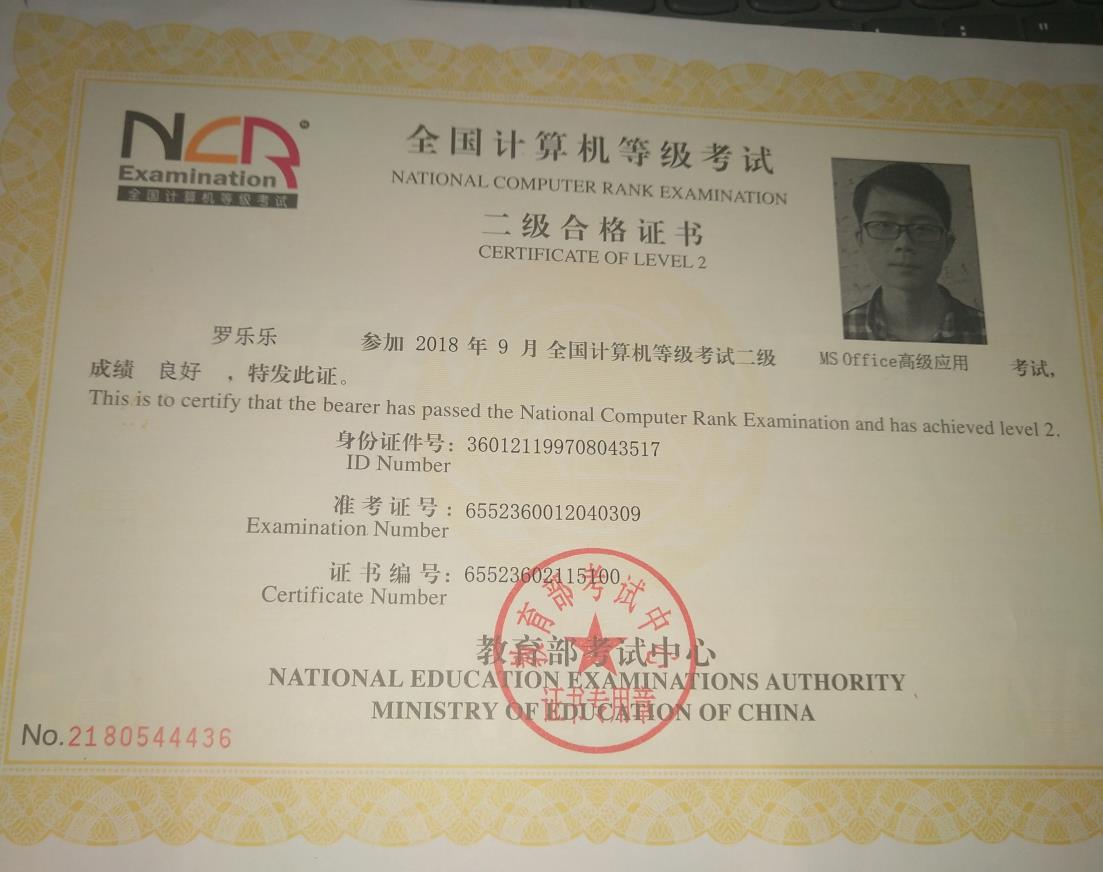 NCR
Examination
全国计算机等级考试
全国计算机等级考试
NATIONAL COMPUTER RANK EXAMINATION
二级合格证书
CERTIFICATE OF LEVEL 2
罗乐乐 参加 2018 年 9 月 全国计算机等级考试二级 MS Office高级应用 考试,
成绩 良好 ，特发此证。
This is to certify that the bearer has passed the National Computer Rank Examination and has achieved level 2.
身份证件号: 360121199708043517
ID Number
准考证号: 6552360012040309
Examination Number
证书编号: 65523602115100
Certificate Number
教育部考试中心
教育部考试中心
NATIONAL EDUCATION EXAMINATIONS AUTHORITY
证书专用章
MINISTRY OF EDUCATION OF CHINA
No.2180544436